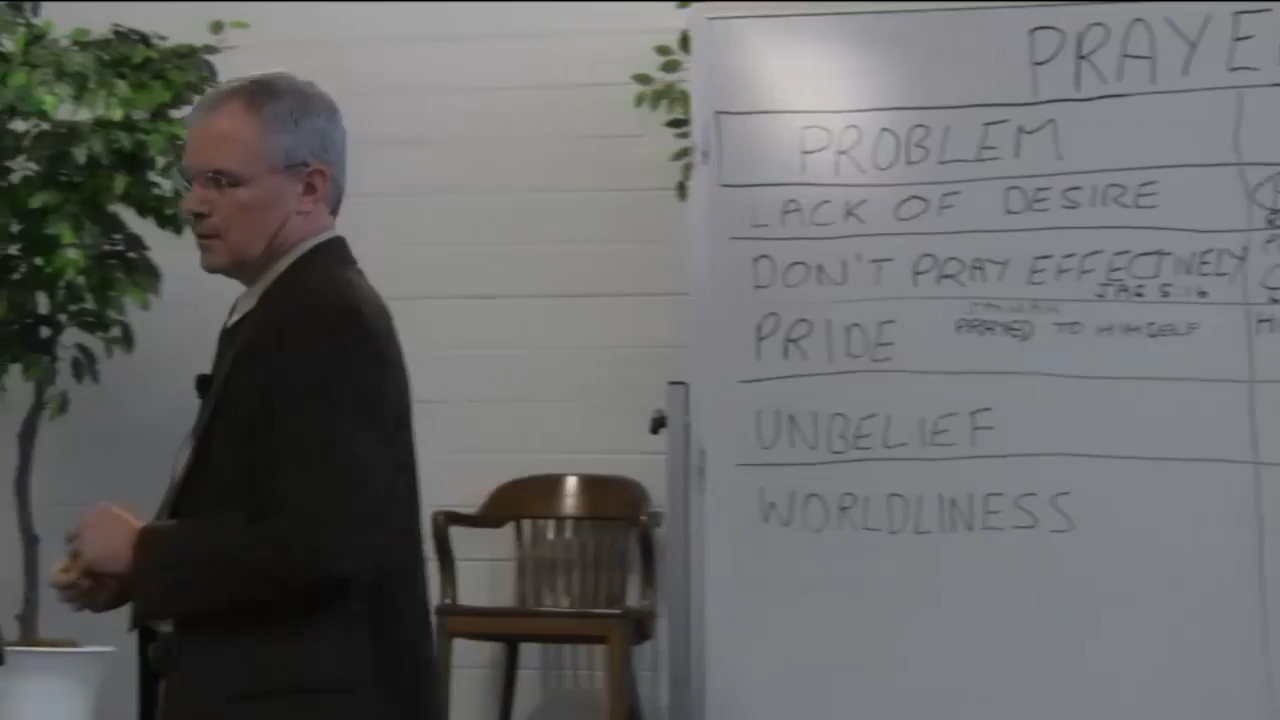 PRAYE
PROBLEM
LACK OF DESIRE
DON'T PRAY EFFECTIVELY
JAS 5:16
PRIDE
PRAYED TO HIMSELF
UNBELIEF
WORLDLINESS